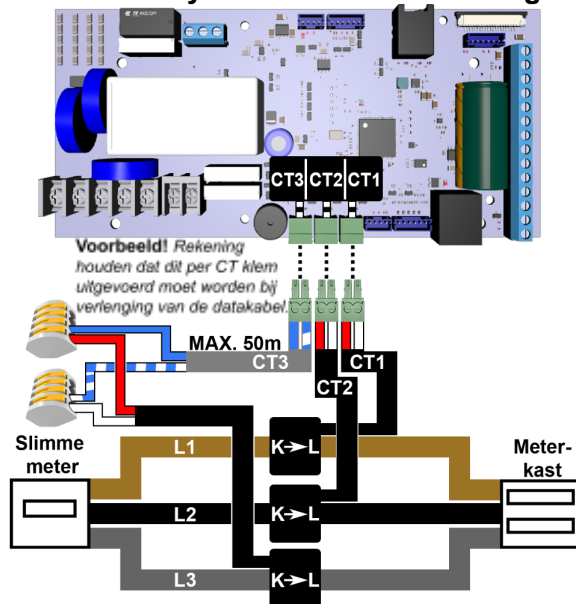 CT3 CT2 CT1
Voorbeeld! Rekening
houden dat dit per CT klem
uitgevoerd moet worden bij
verlenging van de datakabel.
MAX. 50m
CT3
CT1
CT2
Slimme
meter
Meter-
kast
L1
K→L
L2
K→L
L3
K→L